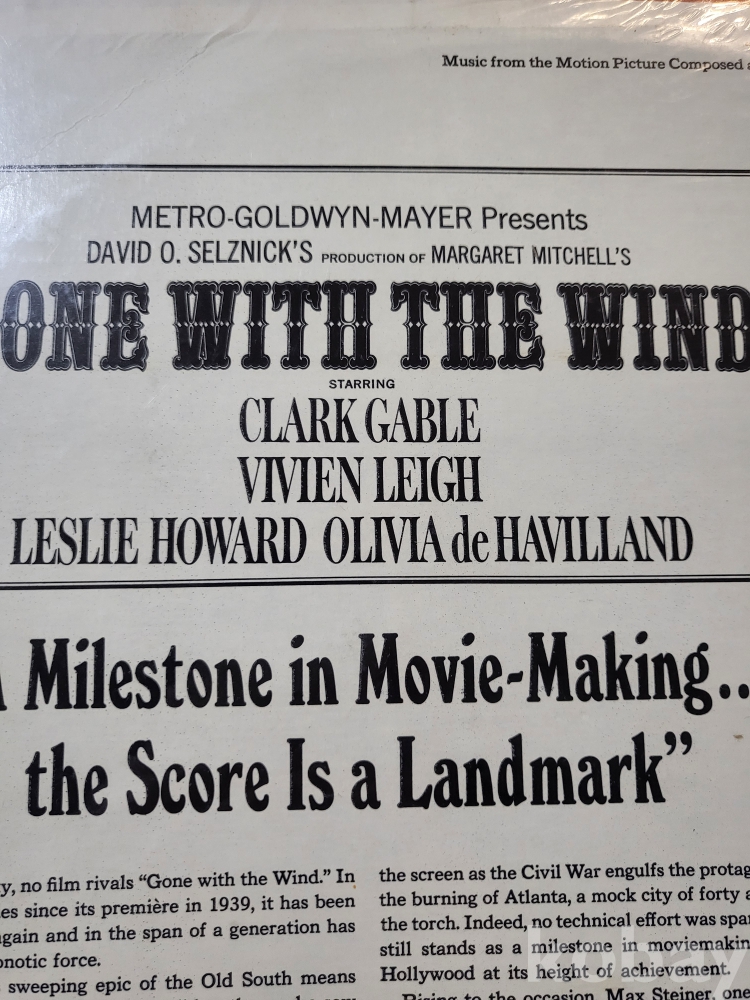 Music from the Motion Picture Composed
METRO-GOLDWYN-MAYER Presents
DAVID O. SELZNICK'S PRODUCTION OF MARGARET MITCHELL'S
ONE WITH THE WIND
STARRING
CLARK GABLE
VIVIEN LEIGH
LESLIE HOWARD OLIVIA de HAVILLAND
Milestone in Movie-Making..
the Score Is a Landmark”
y, no film rivals “Gone with the Wind.” In
es since its première in 1939, it has been
gain and in the span of a generation has
onotic force.
sweeping epic of the Old South means
the screen as the Civil War engulfs the protag
the burning of Atlanta, a mock city of forty a
the torch. Indeed, no technical effort was spa
still stands as a milestone in moviemakin
Hollywood at its height of achievement.
Rising to the occasion, Max Steiner, one
kobay